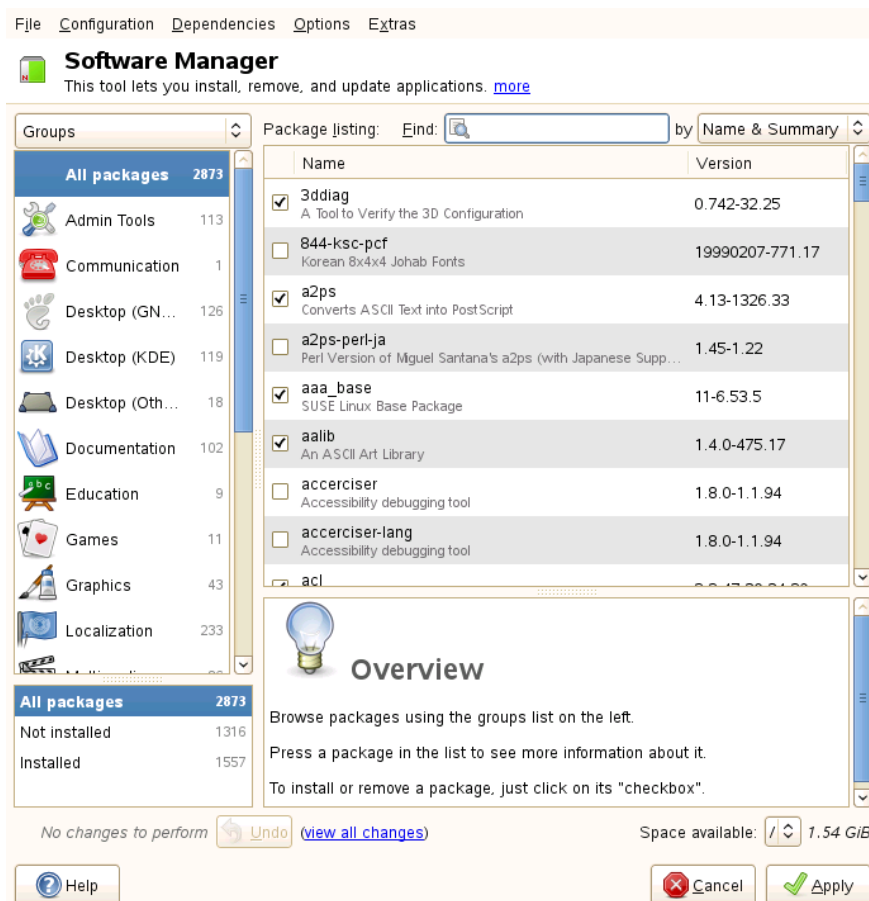 File Configuration Dependencies Options Extras
Software Manager
This tool lets you install, remove, and update applications. more
Groups
Package listing: Find: by Name & Summary
All packages 2873
Admin Tools 113
Communication 1
Desktop (GN... 126
Desktop (KDE) 119
Desktop (Oth... 18
Documentation 102
Education 9
Games 11
Graphics 43
Localization 233
Name Version
3ddiag 0.742-32.25
A Tool to Verify the 3D Configuration
844-ksc-pcf 19990207-771.17
Korean 8x4x4 Johab Fonts
a2ps 4.13-1326.33
Converts ASCII Text into PostScript
a2ps-perl-ja 1.45-1.22
Perl Version of Miguel Santana's a2ps (with Japanese Supp...
aaa_base 11-6.53.5
SUSE Linux Base Package
aalib 1.4.0-475.17
An ASCII Art Library
accerciser 1.8.0-1.1.94
Accessibility debugging tool
accerciser-lang 1.8.0-1.1.94
Accessibility debugging tool
acl
All packages 2873
Not installed 1316
Installed 1557
Overview
Browse packages using the groups list on the left.
Press a package in the list to see more information about it.
To install or remove a package, just click on its "checkbox".
No changes to perform Undo (view all changes) Space available: / 1.54 GiB
Help Cancel Apply